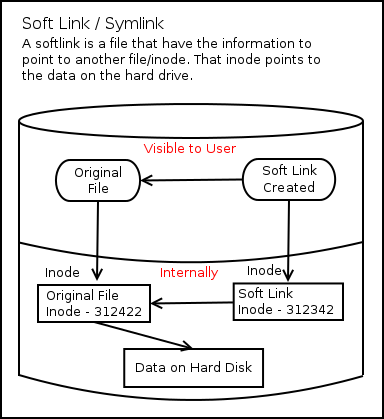 Soft Link / Symlink
A softlink is a file that have the information to
point to another file/inode. That inode points to
the data on the hard drive.
Visible to User
Original
File
Soft Link
Created
Inode
Internally
Inode
Original File
Inode - 312422
Soft Link
Inode - 312342
Data on Hard Disk